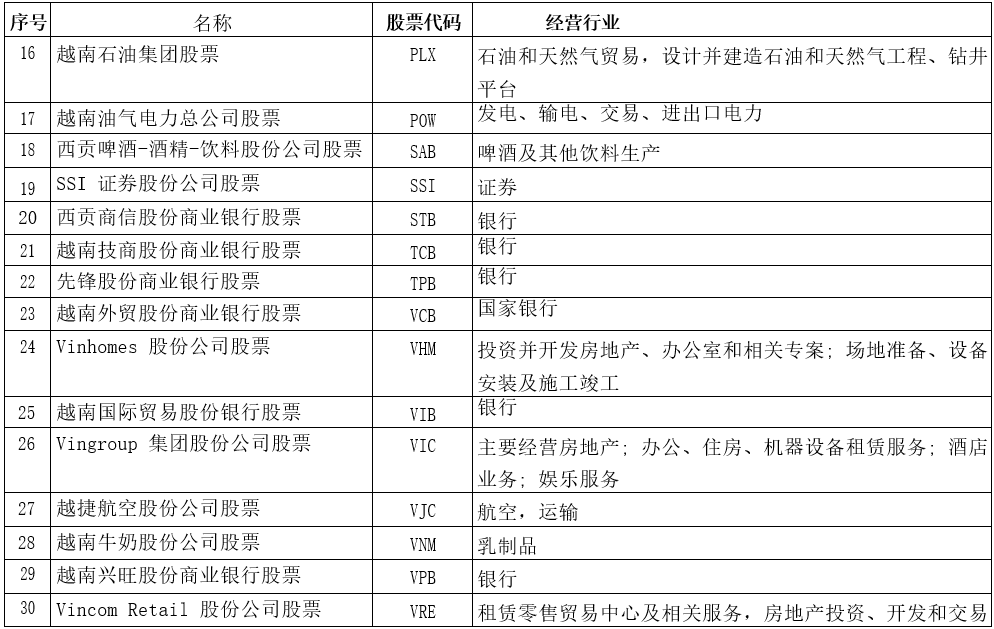 序号 名称 股票代码 经营行业
16 越南石油集团股票 PLX 石油和天然气贸易，设计并建造石油和天然气工程、钻井
平台
17 越南油气电力总公司股票 POW 发电、输电、交易、进出口电力
18 西贡啤酒-酒精-饮料股份公司股票 SAB 啤酒及其他饮料生产
19 SSI 证券股份公司股票 SSI 证券
20 西贡商信股份商业银行股票 STB 银行
21 越南技商股份商业银行股票 TCB 银行
22 先锋股份商业银行股票 TPB 银行
23 越南外贸股份商业银行股票 VCB 国家银行
24 Vinhomes 股份公司股票 VHM 投资并开发房地产、办公室和相关专案; 场地准备、设备
安装及施工竣工
25 越南国际贸易股份银行股票 VIB 银行
26 Vingroup 集团股份公司股票 VIC 主要经营房地产; 办公、住房、机器设备租赁服务; 酒店
业务; 娱乐服务
27 越捷航空股份公司股票 VJC 航空，运输
28 越南牛奶股份公司股票 VNM 乳制品
29 越南兴旺股份商业银行股票 VPB 银行
30 Vincom Retail 股份公司股票 VRE 租赁零售贸易中心及相关服务，房地产投资、开发和交易